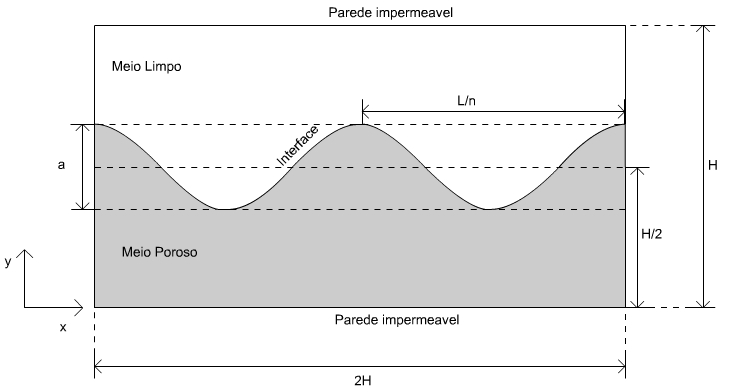 Parede impermeavel
Meio Limpo
L/n
Interface
a
H
H/2
Meio Poroso
y
x
Parede impermeavel
2H